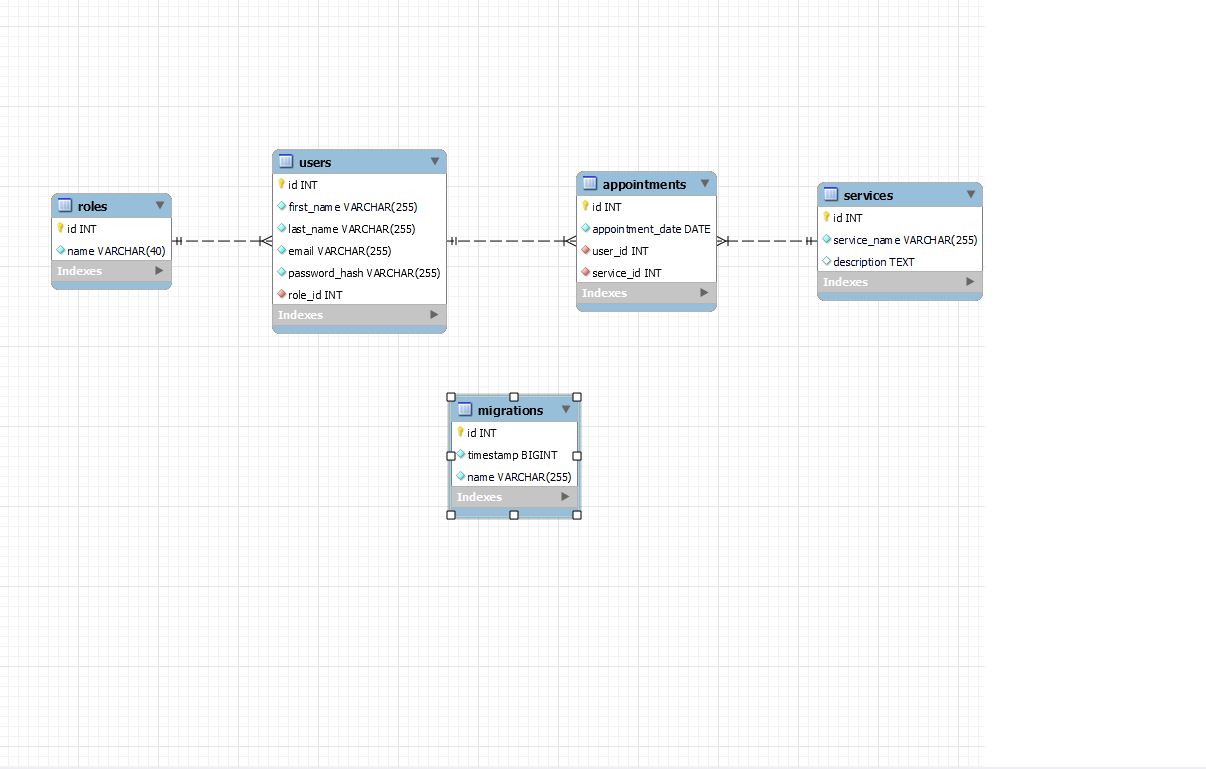 roles
id INT
name VARCHAR(40)
Indexes
users
id INT
first_name VARCHAR(255)
last_name VARCHAR(255)
email VARCHAR(255)
password_hash VARCHAR(255)
role_id INT
Indexes
appointments
id INT
appointment_date DATE
user_id INT
service_id INT
Indexes
services
id INT
service_name VARCHAR(255)
description TEXT
Indexes
migrations
id INT
timestamp BIGINT
name VARCHAR(255)
Indexes